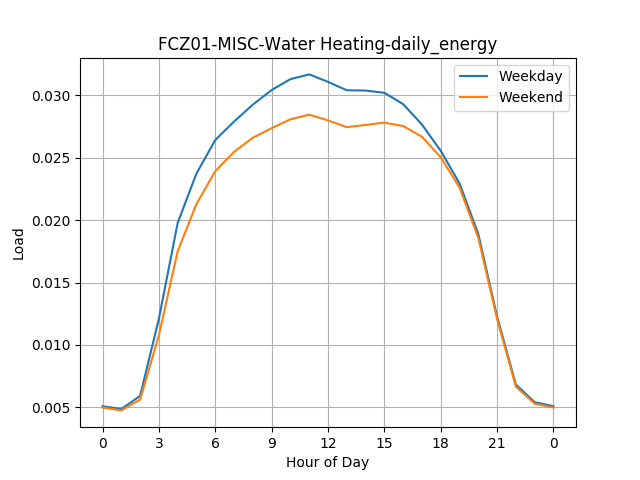 FCZ01-MISC-Water Heating-daily_energy
Weekday
Weekend
0.030
0.025
0.020
0.015
0.010
0.005
Load
0 3 6 9 12 15 18 21 0
Hour of Day